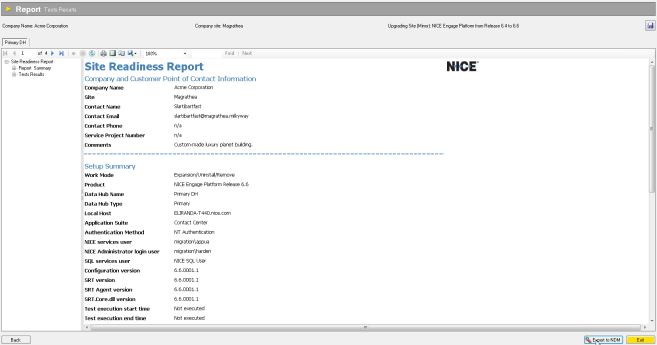 Report Tests Results
Company Name: Acme Corporation Company site: Magrathea Upgrading Site (Minor): NICE Engage Platform from Release 6.4 to 6.6
Primary DH
1 of 4 100% Find | Next
Site Readiness Report
Report Summary
Tests Results
Site Readiness Report NICE
Company and Customer Point of Contact Information
Company Name Acme Corporation
Site Magrathea
Contact Name Slartibartfast
Contact Email slartibartfast@magrathea.milkyway
Contact Phone n/a
Service Project Number n/a
Comments Custom-made luxury planet building.
Setup Summary
Work Mode Expansion/Uninstall/Remove
Product NICE Engage Platform Release 6.6
Data Hub Name Primary DH
Data Hub Type Primary
Local Host ELIRANDA-T440.nice.com
Application Suite Contact Center
Authentication Method NT Authentication
NICE services user migration\appua
NICE Administrator login user migration\harden
SQL services user NICE SQL User
Configuration version 6.6.0001.1
SRT version 6.6.0001.1
SRT Agent version 6.6.0001.1
SRT.Core.dll version 6.6.0001.1
Test execution start time Not executed
Test execution end time Not executed
Back Export to NDM Exit